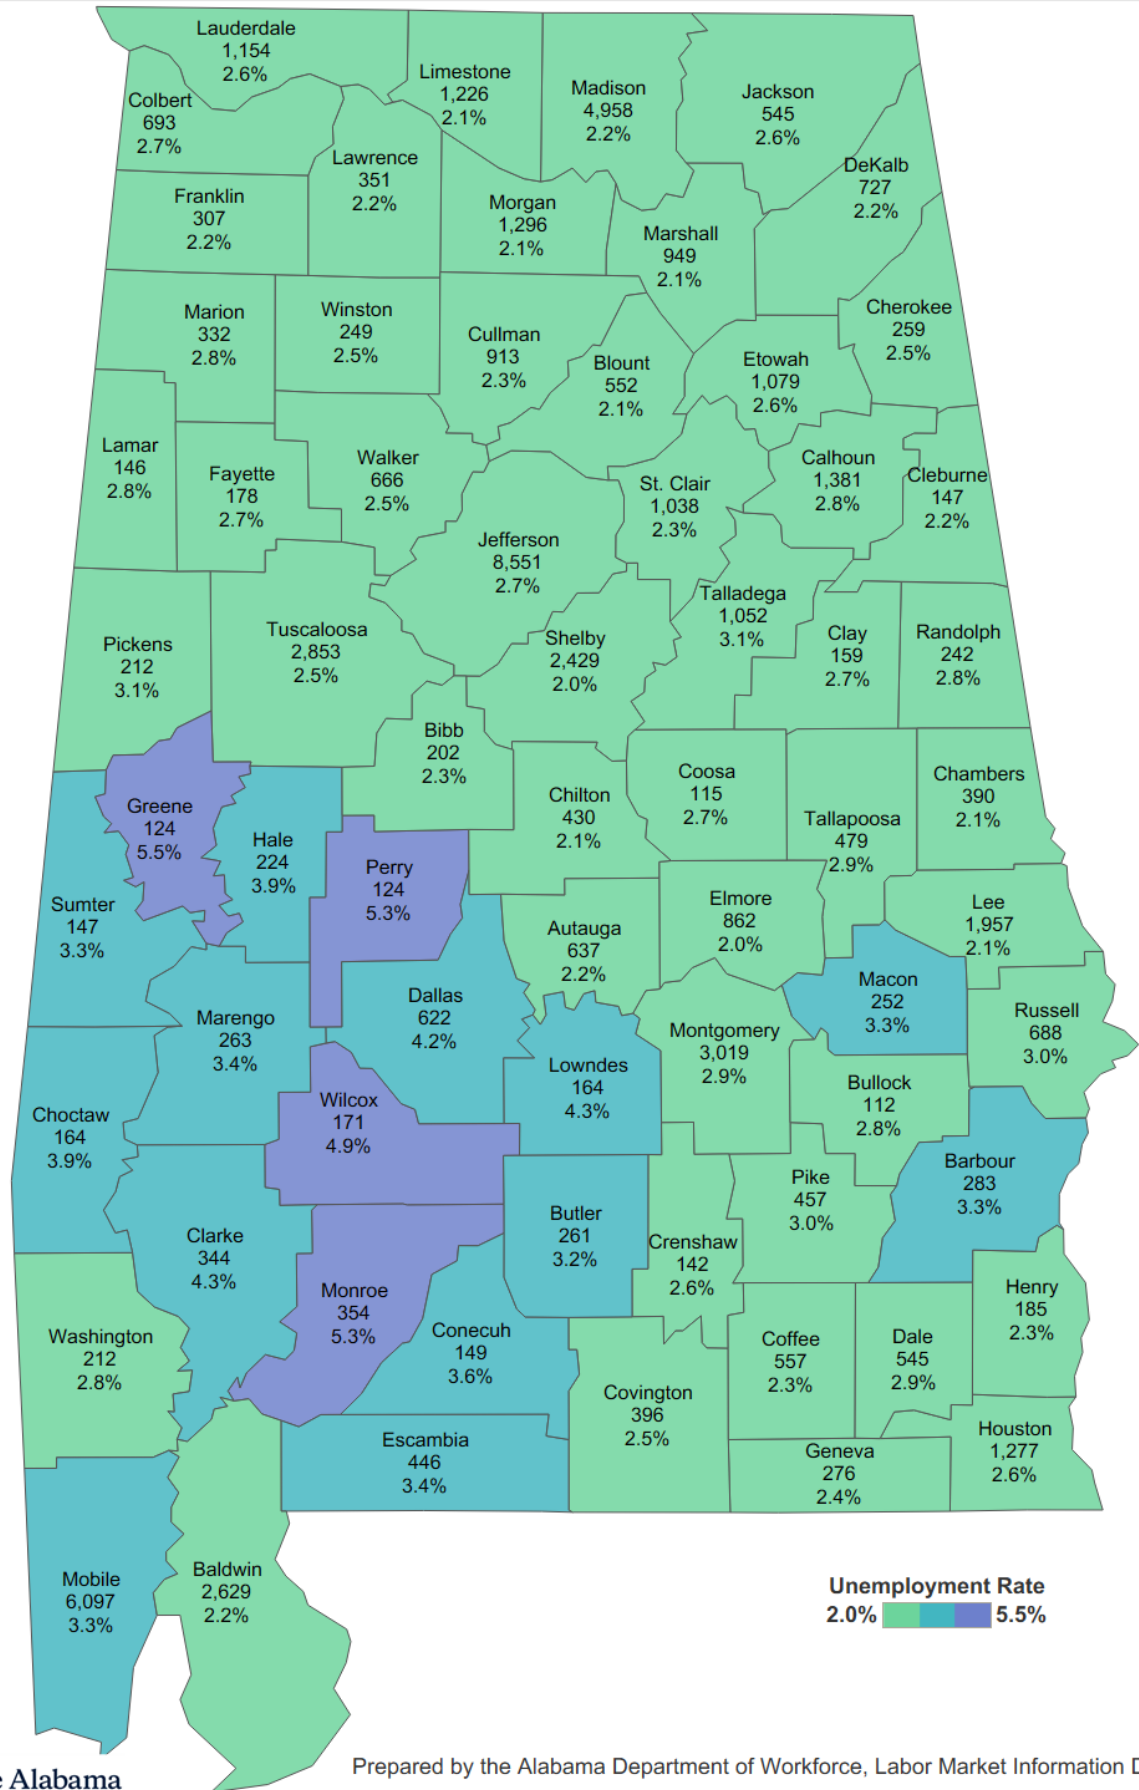 Lauderdale
1,154
2.6%
Limestone
1,226
2.1%
Madison
4,958
2.2%
Jackson
545
2.6%
Colbert
693
2.7%
Lawrence
351
2.2%
DeKalb
727
2.2%
Franklin
307
2.2%
Morgan
1,296
2.1%
Marshall
949
2.1%
Marion
332
2.8%
Winston
249
2.5%
Cullman
913
2.3%
Blount
552
2.1%
Etowah
1,079
2.6%
Cherokee
259
2.5%
Lamar
146
2.8%
Fayette
178
2.7%
Walker
666
2.5%
Jefferson
8,551
2.7%
St. Clair
1,038
2.3%
Calhoun
1,381
2.8%
Cleburne
147
2.2%
Pickens
212
3.1%
Tuscaloosa
2,853
2.5%
Shelby
2,429
2.0%
Talladega
1,052
3.1%
Clay
159
2.7%
Randolph
242
2.8%
Bibb
202
2.3%
Greene
124
5.5%
Hale
224
3.9%
Perry
124
5.3%
Chilton
430
2.1%
Coosa
115
2.7%
Tallapoosa
479
2.9%
Chambers
390
2.1%
Sumter
147
3.3%
Autauga
637
2.2%
Elmore
862
2.0%
Lee
1,957
2.1%
Marengo
263
3.4%
Dallas
622
4.2%
Lowndes
164
4.3%
Montgomery
3,019
2.9%
Macon
252
3.3%
Russell
688
3.0%
Choctaw
164
3.9%
Wilcox
171
4.9%
Bullock
112
2.8%
Barbour
283
3.3%
Clarke
344
4.3%
Monroe
354
5.3%
Butler
261
3.2%
Crenshaw
142
2.6%
Pike
457
3.0%
Washington
212
2.8%
Conecuh
149
3.6%
Covington
396
2.5%
Coffee
557
2.3%
Dale
545
2.9%
Henry
185
2.3%
Escambia
446
3.4%
Geneva
276
2.4%
Houston
1,277
2.6%
Mobile
6,097
3.3%
Baldwin
2,629
2.2%
Unemployment Rate
2.0% 5.5%
Prepared by the Alabama Department of Workforce, Labor Market Information D
e Alabama